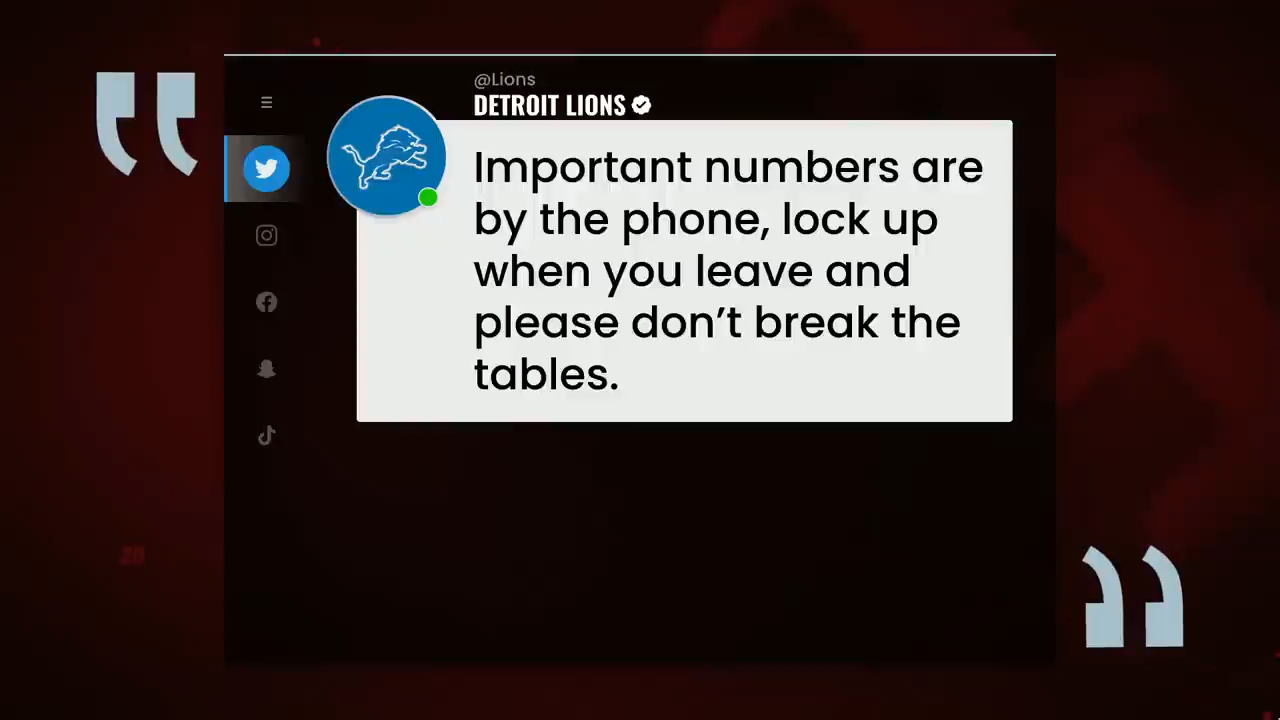 @Lions
DETROIT LIONS
Important numbers are
by the phone, lock up
when you leave and
please don’t break the
tables.